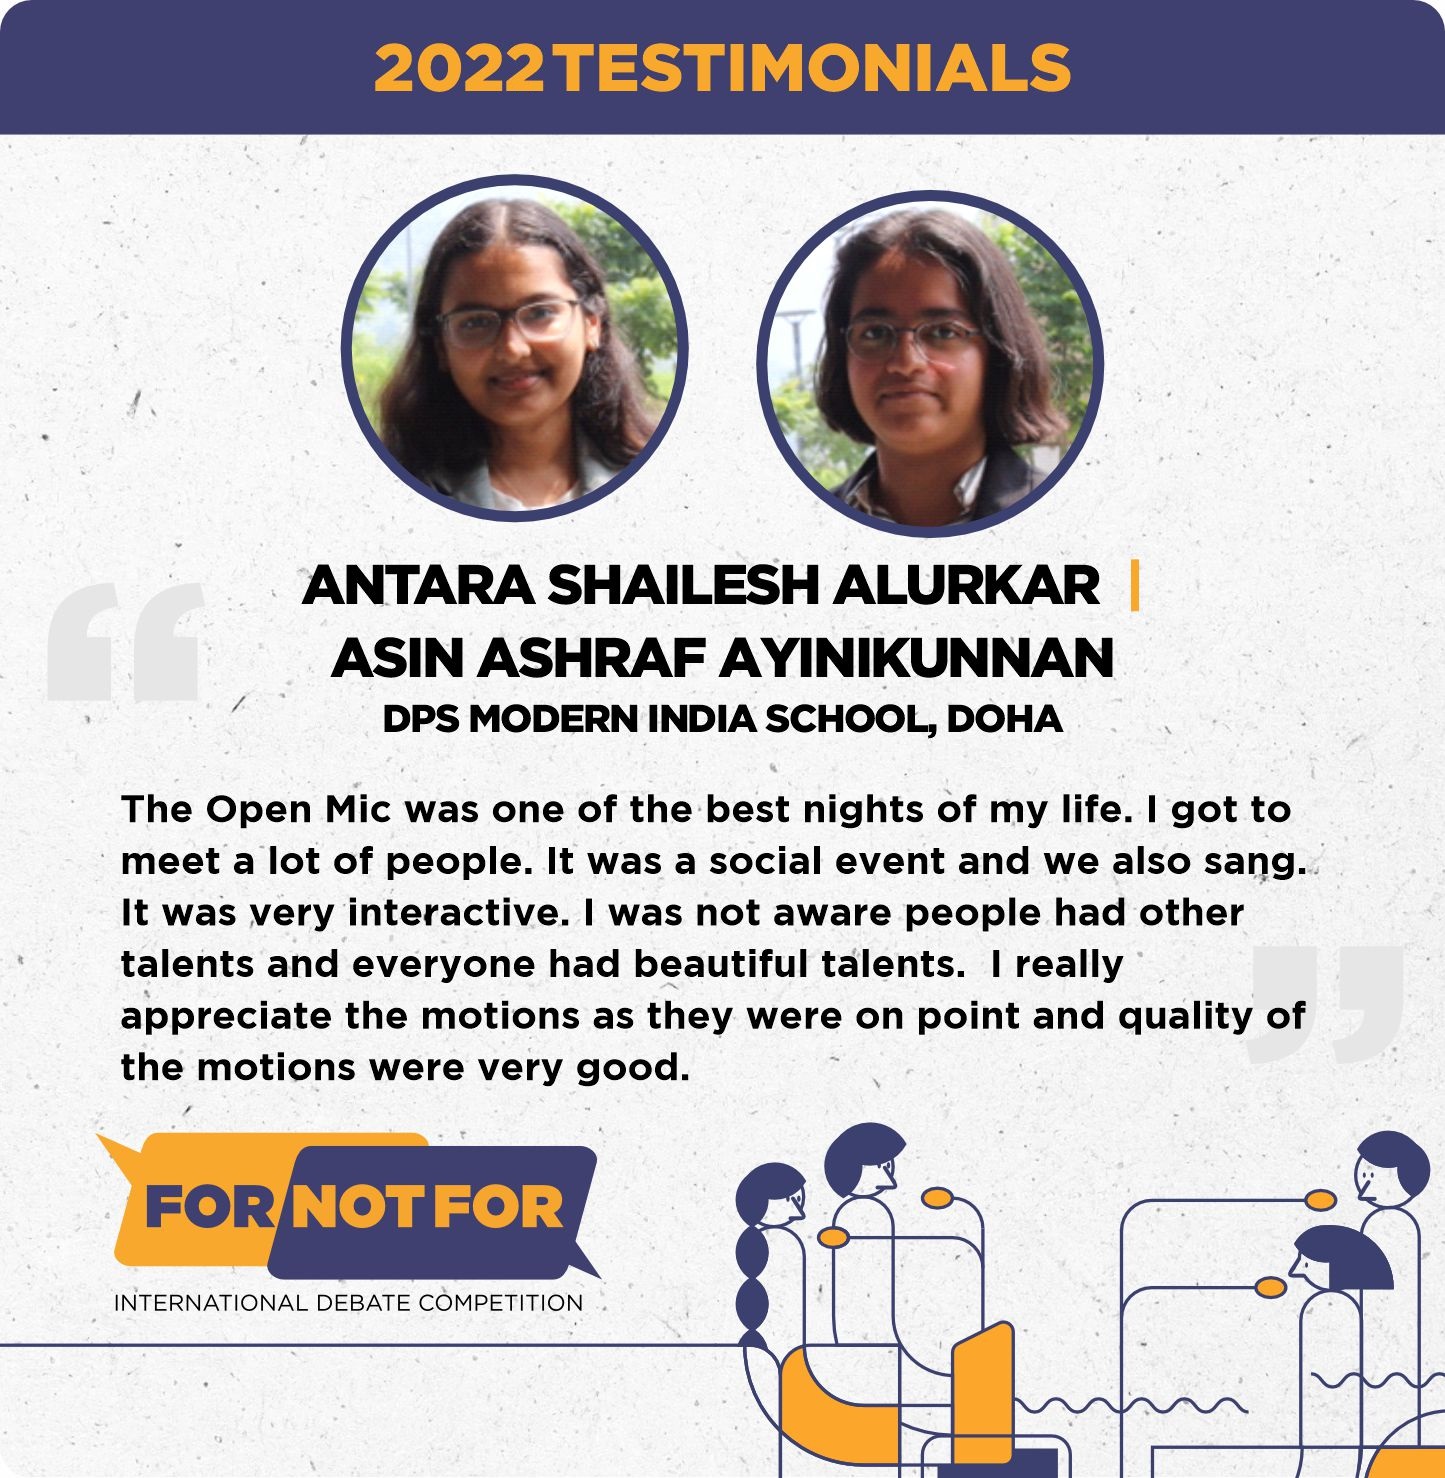 2022 TESTIMONIALS
ANTARA SHAILESH ALURKAR |
ASIN ASHRAF AYINIKUNNAN
DPS MODERN INDIA SCHOOL, DOHA
The Open Mic was one of the best nights of my life. I got to
meet a lot of people. It was a social event and we also sang.
It was very interactive. I was not aware people had other
talents and everyone had beautiful talents.  I really
appreciate the motions as they were on point and quality of
the motions were very good.
FOR NOT FOR
INTERNATIONAL DEBATE COMPETITION